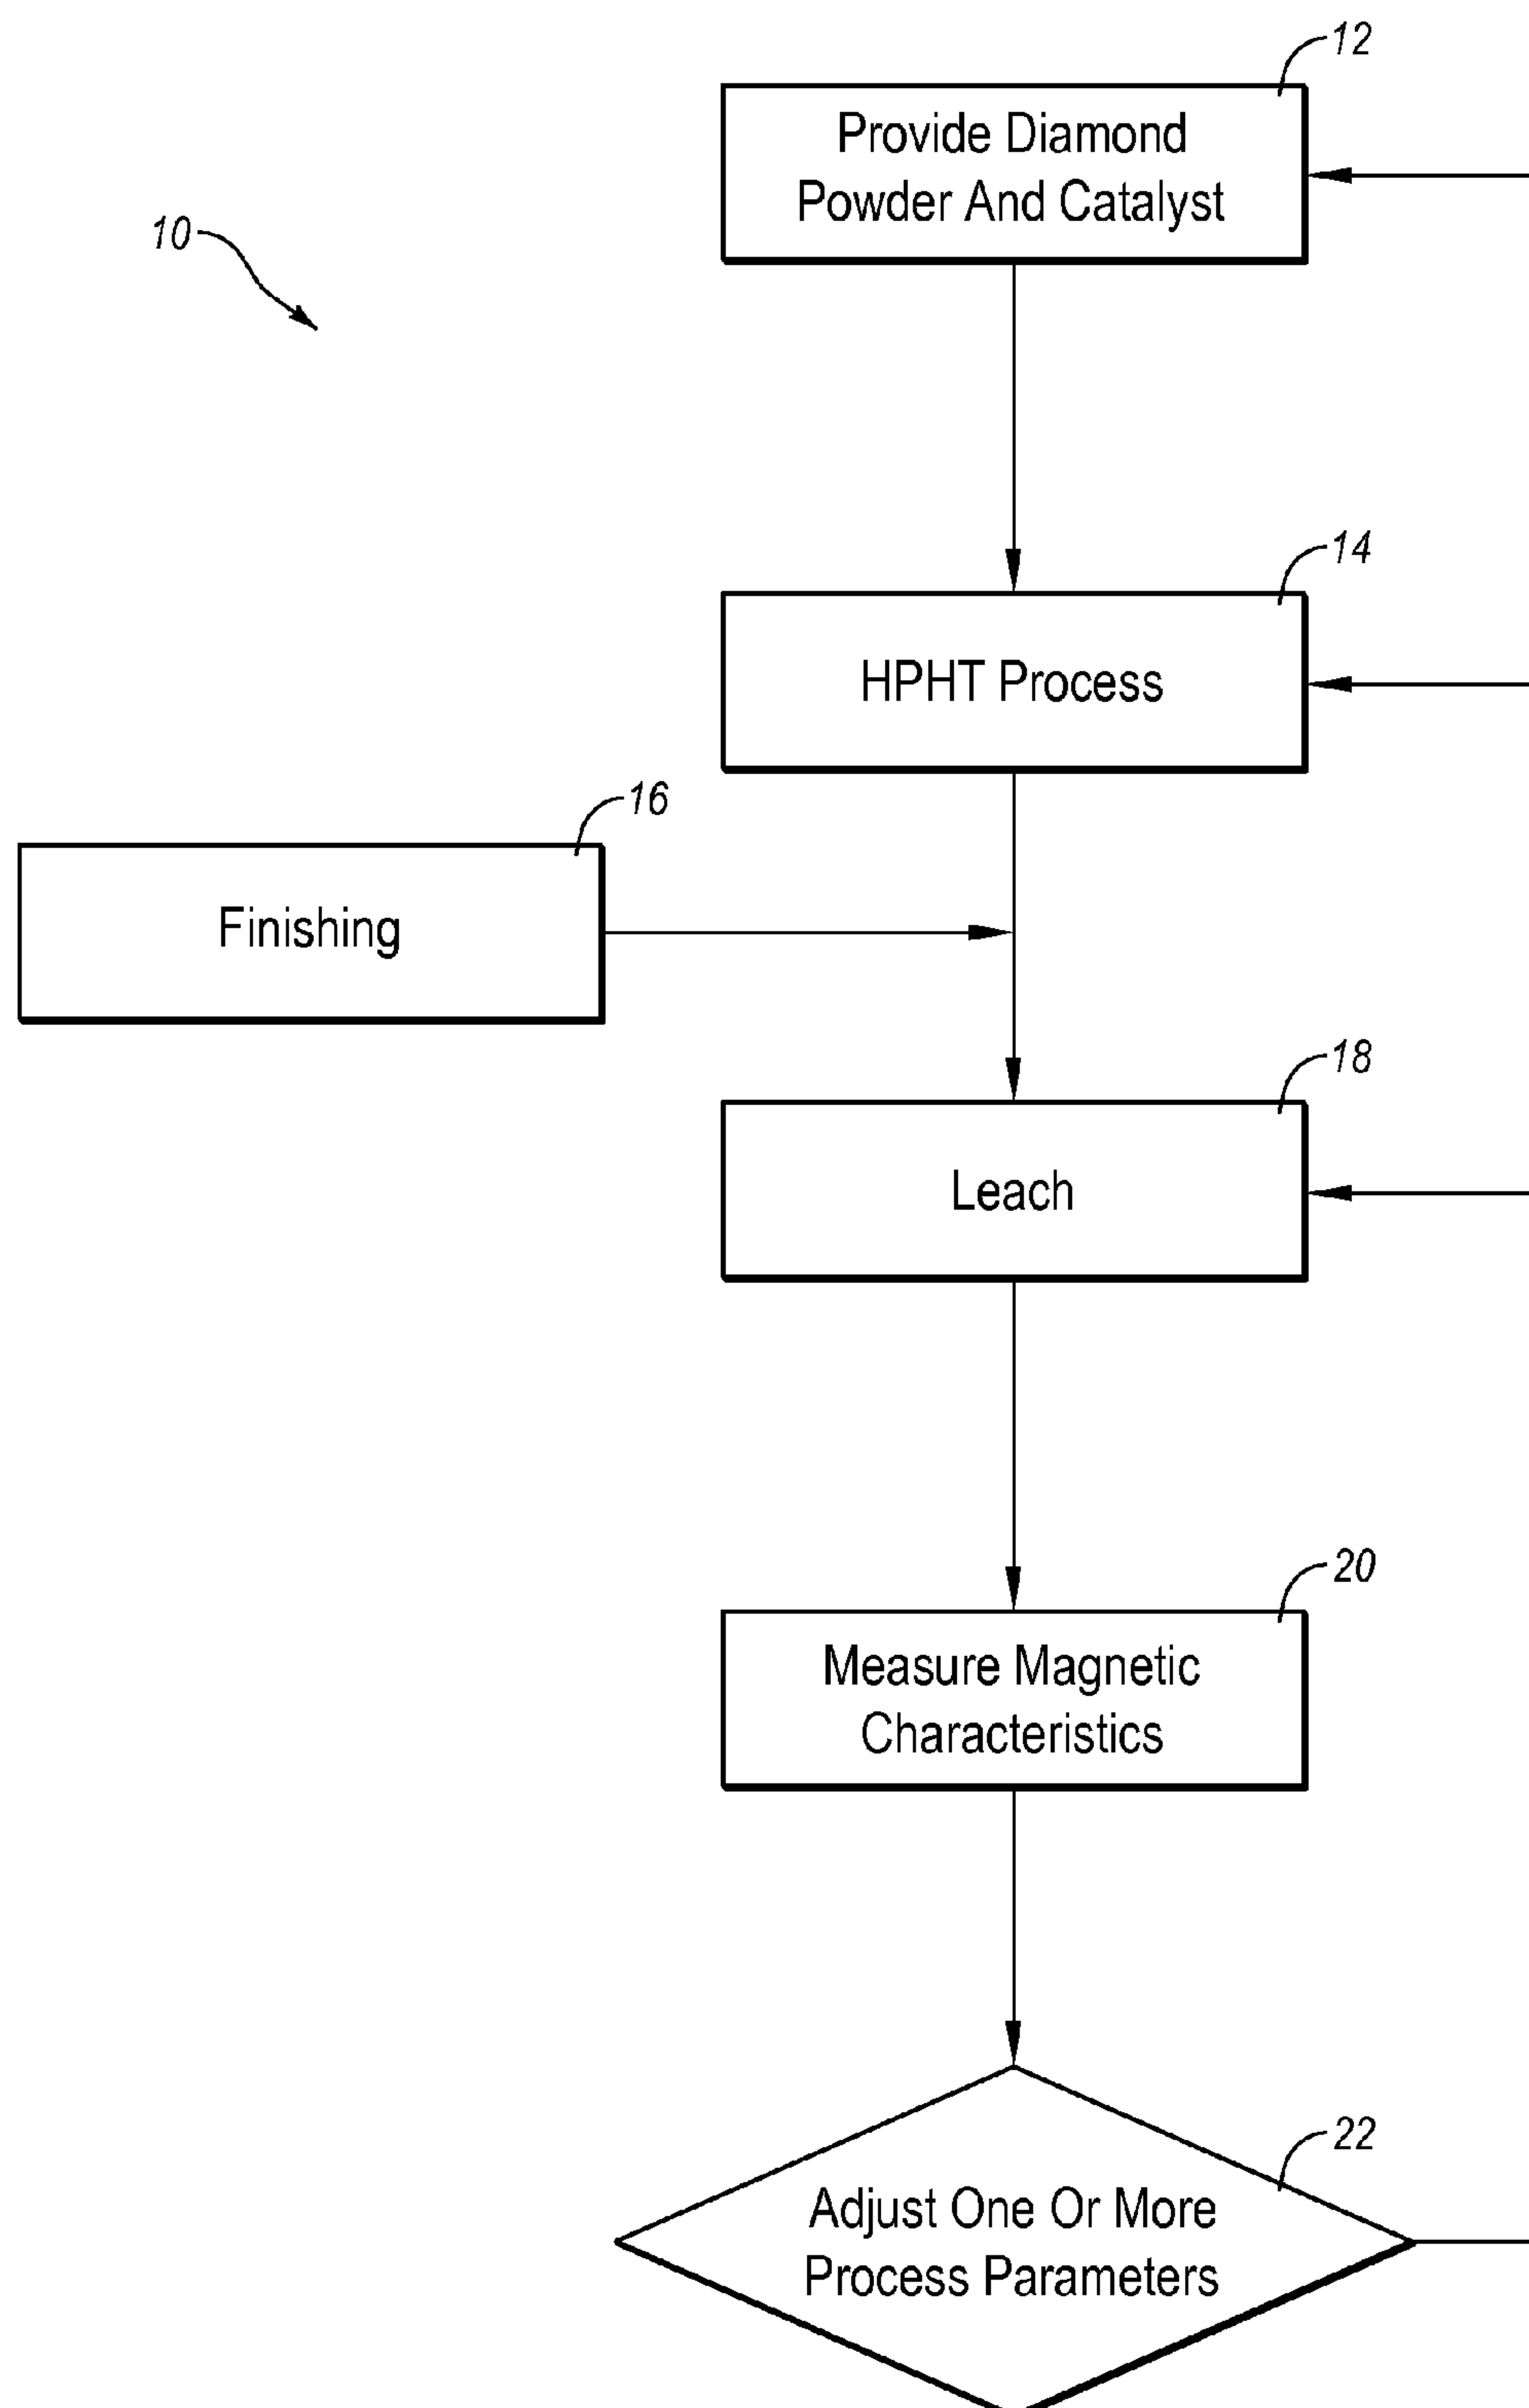 12
Provide Diamond
Powder And Catalyst
10
14
HPHT Process
16
Finishing
18
Leach
20
Measure Magnetic
Characteristics
22
Adjust One Or More
Process Parameters